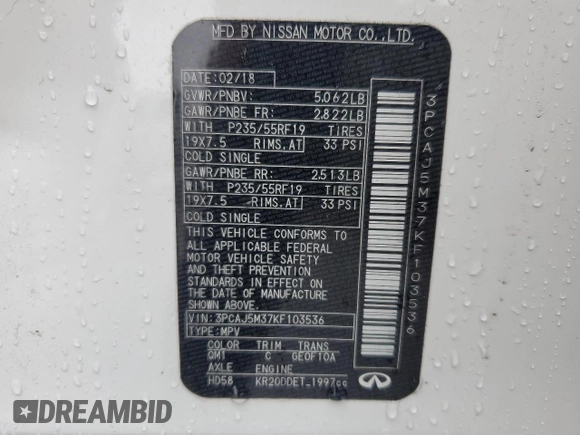 MFD BY NISSAN MOTOR CO.,LTD.
DATE: 02/18
GVWR/PNBV: 5,062LB
GAWR/PNBE FR: 2,822LB
WITH P235/55RF19 TIRES
19X7.5 RIMS,AT 33 PSI
COLD SINGLE
GAWR/PNBE RR: 2,513LB
WITH P235/55RF19 TIRES
19X7.5 RIMS,AT 33 PSI
COLD SINGLE
THIS VEHICLE CONFORMS TO
ALL APPLICABLE FEDERAL
MOTOR VEHICLE SAFETY
AND THEFT PREVENTION
STANDARDS IN EFFECT ON
THE DATE OF MANUFACTURE
SHOWN ABOVE.
VIN: 3PCAJ5M37KF103536
TYPE: MPV
COLOR TRIM TRANS
QM1 C GE0F10A
AXLE ENGINE
HD58 KR20DDET 1997cc
3PCAJ5M37KF103536
DREAMBID